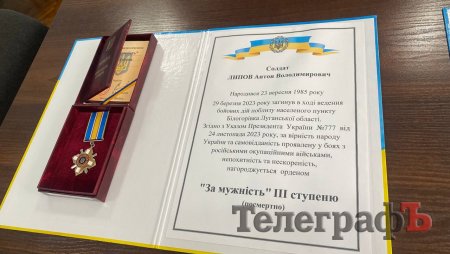 Солдат
ЛИПОВ Антон Володимирович
Народився 23 вересня 1985 року
29 березня 2023 року загинув в ході ведення
бойових дій поблизу населеного пункту
Білогорівка Луганської області.
Згідно з Указом Президента України №777 від
24 листопада 2023 року, за вірність народу
України та самовідданість проявлену у боях з
російськими окупаційними військами,
непохитність та нескореність,
нагороджується орденом
"За мужність" III ступеню
(посмертно)
ТелеграфЪ